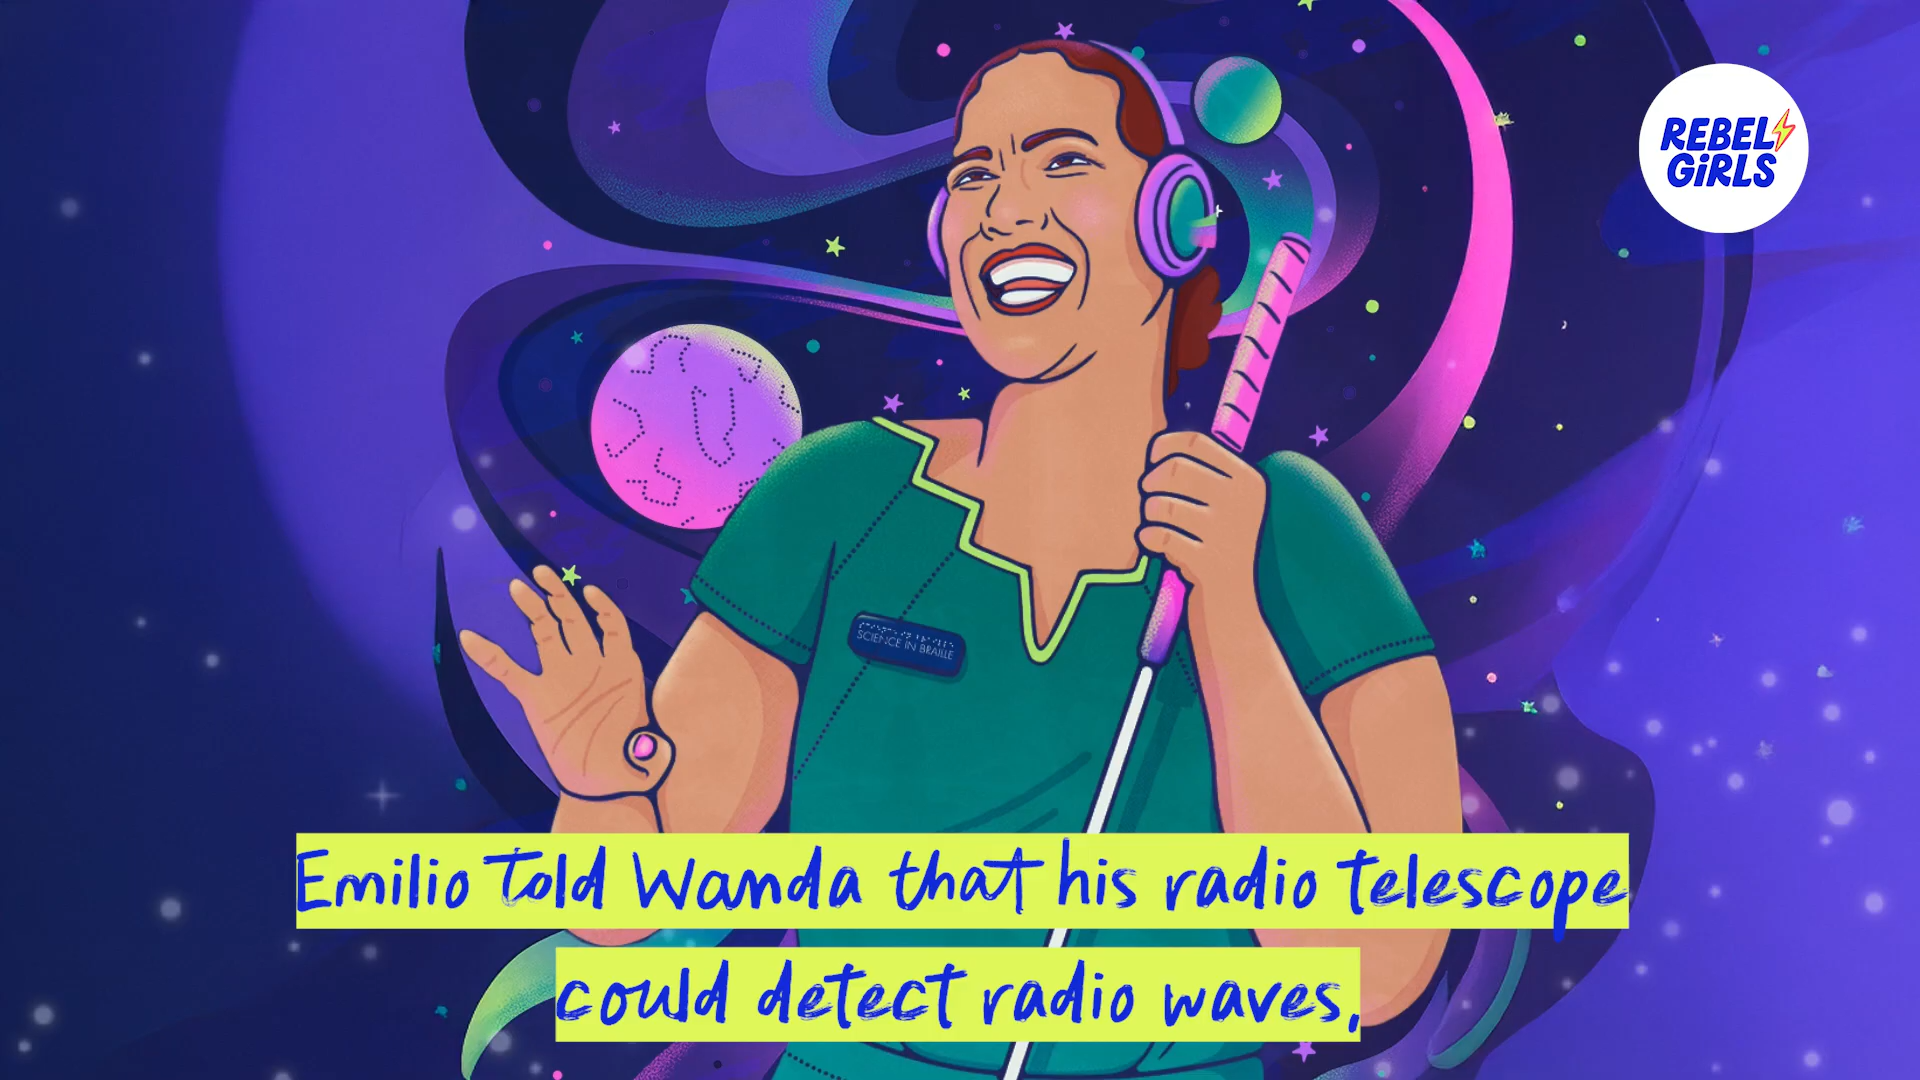 REBEL
GiRLS
SCIENCE IN BRAILLE
Emilio told Wanda that his radio telescope
could detect radio waves,